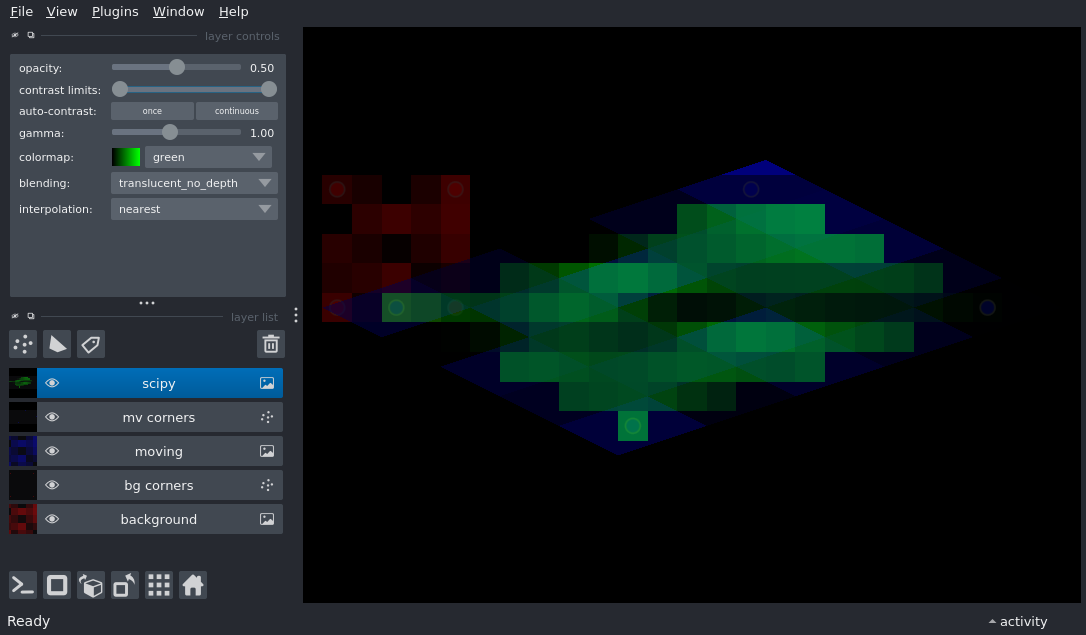 File View Plugins Window Help
layer controls
opacity: 0.50
contrast limits:
auto-contrast: once continuous
gamma: 1.00
colormap: green
blending: translucent_no_depth
interpolation: nearest
layer list
scipy
mv corners
moving
bg corners
background
Ready activity